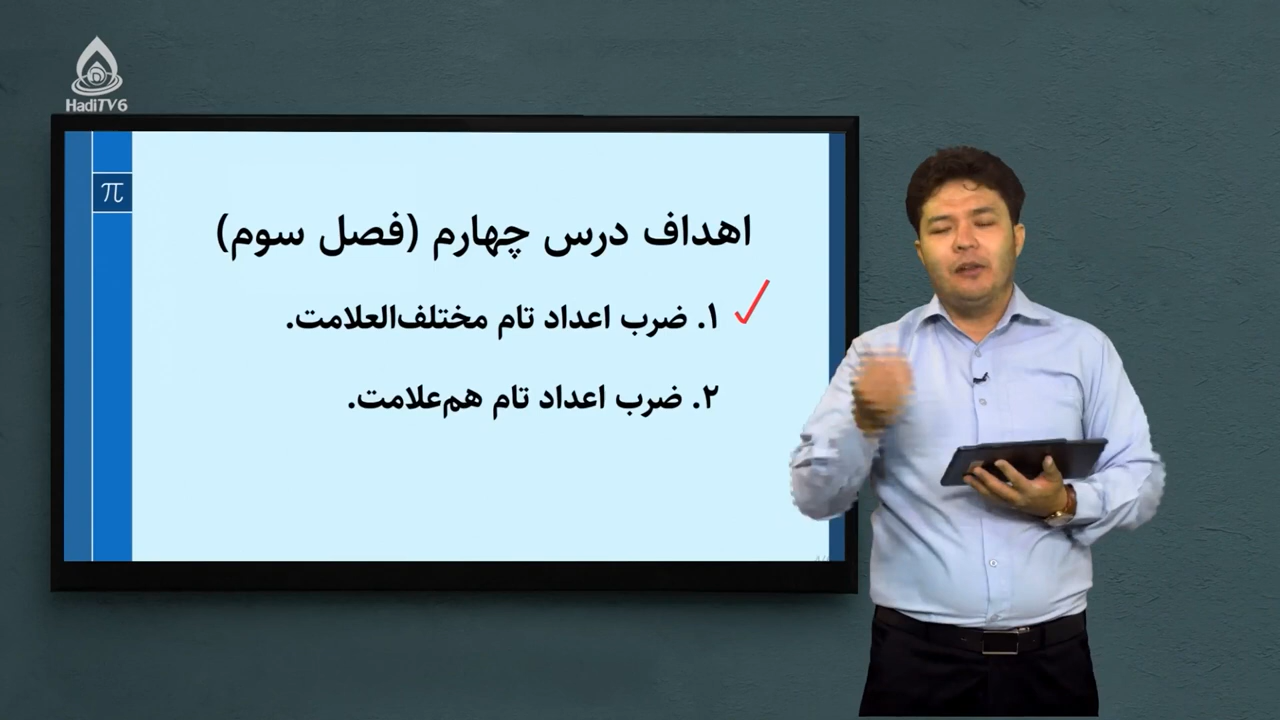 HadiTV6
π
اهداف درس چهارم (فصل سوم)
۱. ضرب اعداد تام مختلف‌العلامت.
۲. ضرب اعداد تام هم‌علامت.